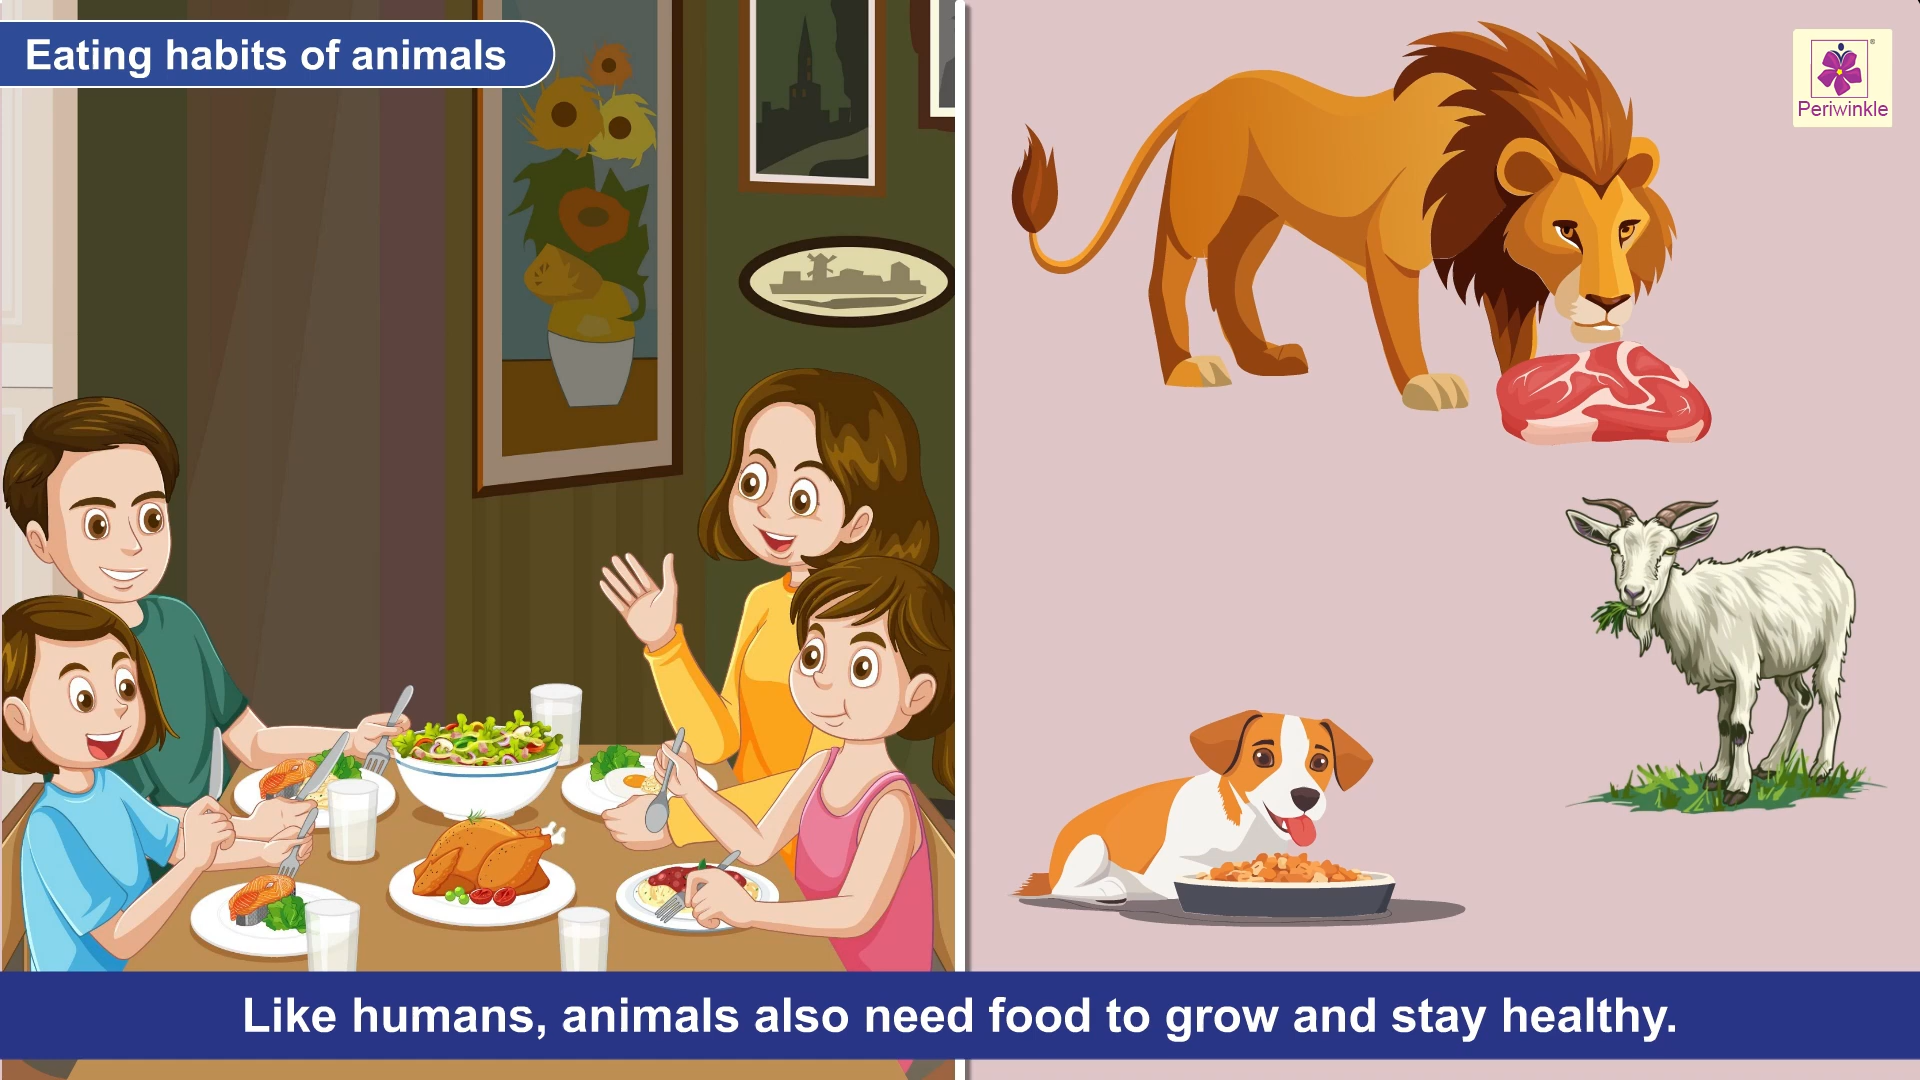 Eating habits of animals
Periwinkle
Like humans, animals also need food to grow and stay healthy.